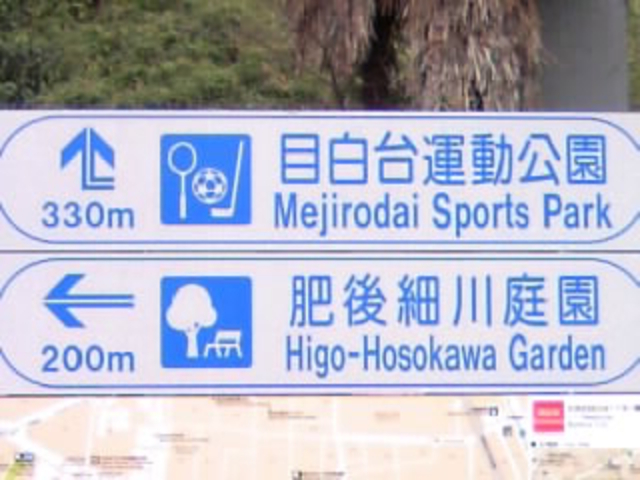 目白台運動公園
330m
Mejirodai Sports Park
肥後細川庭園
200m
Higo-Hosokawa Garden